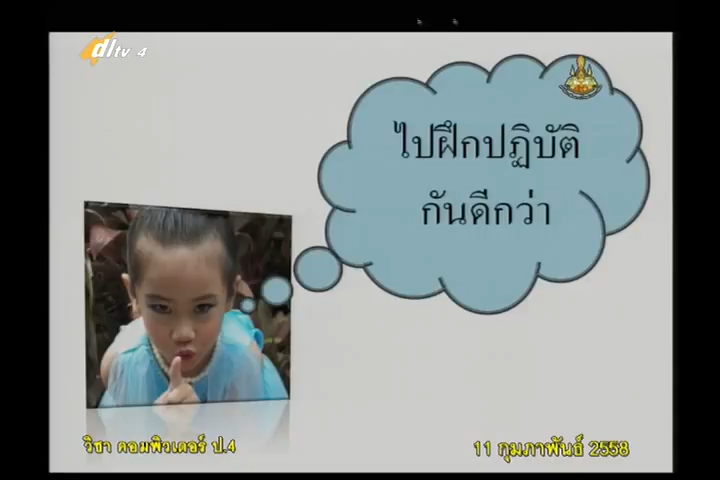 dltv 4
ไปฝึกปฏิบัติ
กันดีกว่า
วิชา คอมพิวเตอร์ ป.4
11 กุมภาพันธ์ 2558